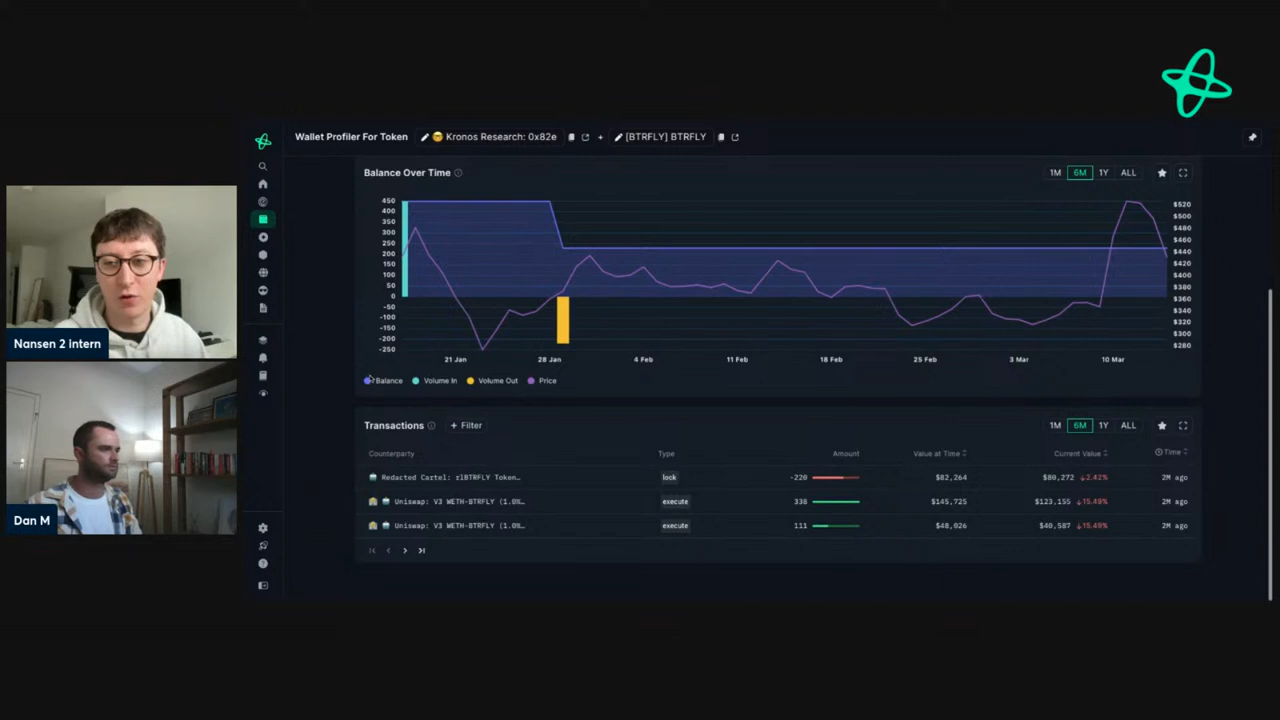 Wallet Profiler For Token
Kronos Research: 0x82e
+
[BTRFLY] BTRFLY
Balance Over Time
1M 6M 1Y ALL
450
400
350
300
250
200
150
100
50
0
-50
-100
-150
-200
-250
$520
$500
$480
$460
$440
$420
$400
$380
$360
$340
$320
$300
$280
21 Jan
28 Jan
4 Feb
11 Feb
18 Feb
25 Feb
3 Mar
10 Mar
Balance
Volume In
Volume Out
Price
Nansen 2 Intern
Dan M
Transactions
+ Filter
1M 6M 1Y ALL
Counterparty Type Amount Value at Time Current Value Time
Redacted Cartel: rlBTRFLY Token… lock -220 $82,264 $80,272 ↓2.42% 2M ago
Uniswap: V3 WETH-BTRFLY (1.0%… execute 338 $145,725 $123,155 ↓15.49% 2M ago
Uniswap: V3 WETH-BTRFLY (1.0%… execute 111 $48,026 $40,587 ↓15.49% 2M ago